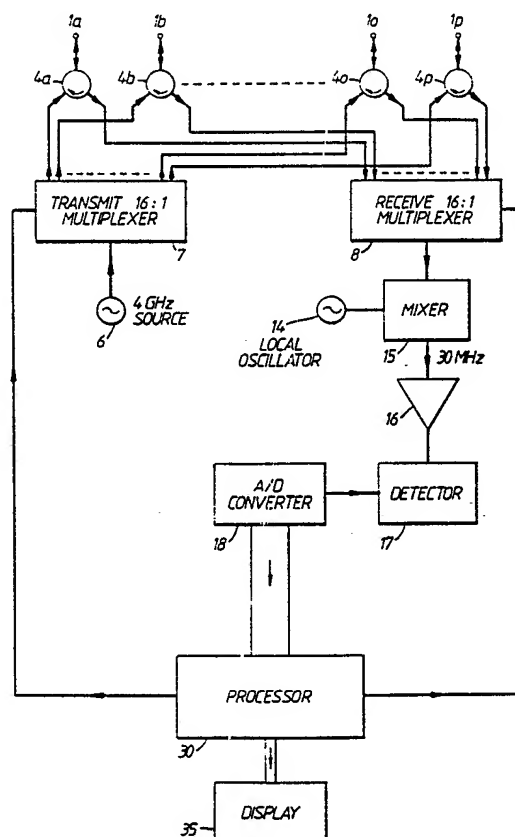 1a 1b 1o 1p
4a 4b 4o 4p
TRANSMIT 16:1
MULTIPLEXER
7
RECEIVE 16:1
MULTIPLEXER
8
4 GHz
SOURCE
6
14
LOCAL
OSCILLATOR
MIXER
15
30 MHz
16
A/D
CONVERTER
18
DETECTOR
17
PROCESSOR
30
DISPLAY
35